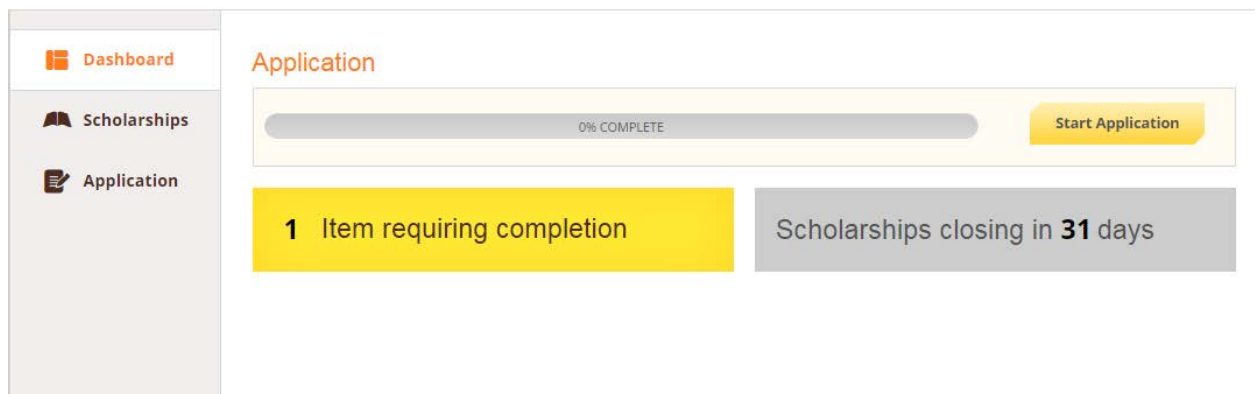 Dashboard
Scholarships
Application
Application
0% COMPLETE
Start Application
1 Item requiring completion
Scholarships closing in 31 days